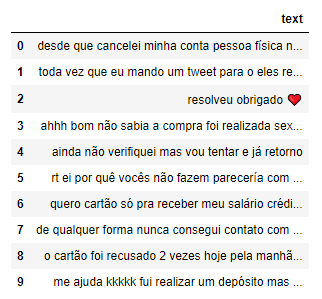 text
0 desde que cancelei minha conta pessoa física n...
1 toda vez que eu mando um tweet para o eles re...
2 resolveu obrigado ❤
3 ahhh bom não sabia a compra foi realizada sex...
4 ainda não verifiquei mas vou tentar e já retorno
5 rt ei por quê vocês não fazem parecería com ...
6 quero cartão só pra receber meu salário crédi...
7 de qualquer forma nunca consegui contato com ...
8 o cartão foi recusado 2 vezes hoje pela manhã...
9 me ajuda kkkkk fui realizar um depósito mas ...